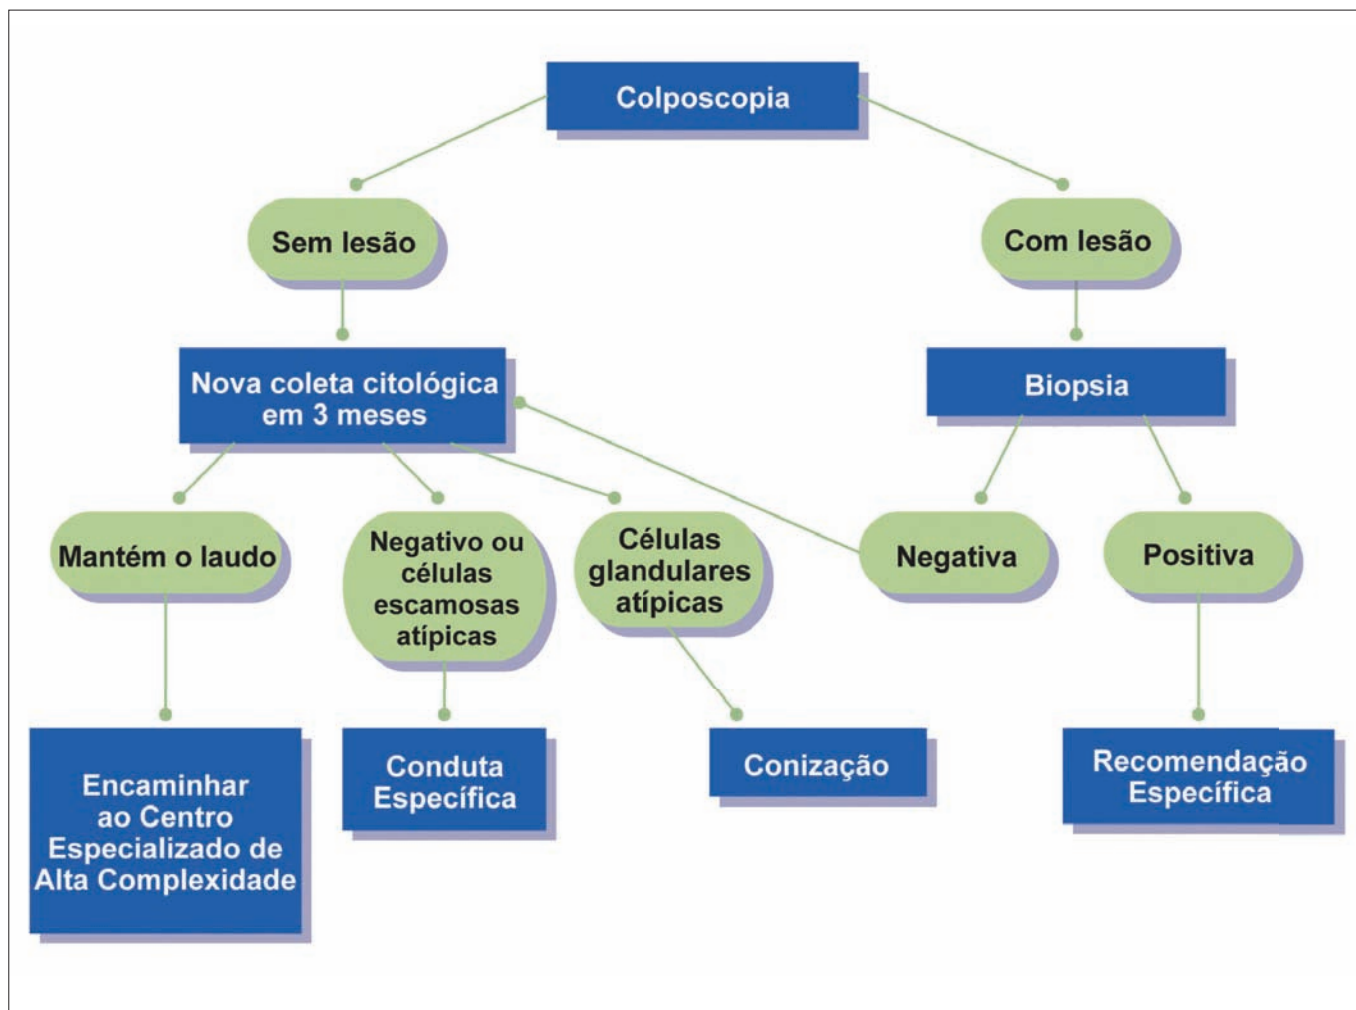 Colposcopia
Sem lesão
Com lesão
Nova coleta citológica
em 3 meses
Biopsia
Mantém o laudo
Negativo ou
células
escamosas
atípicas
Células
glandulares
atípicas
Negativa
Positiva
Encaminhar
ao Centro
Especializado de
Alta Complexidade
Conduta
Específica
Conização
Recomendação
Específica